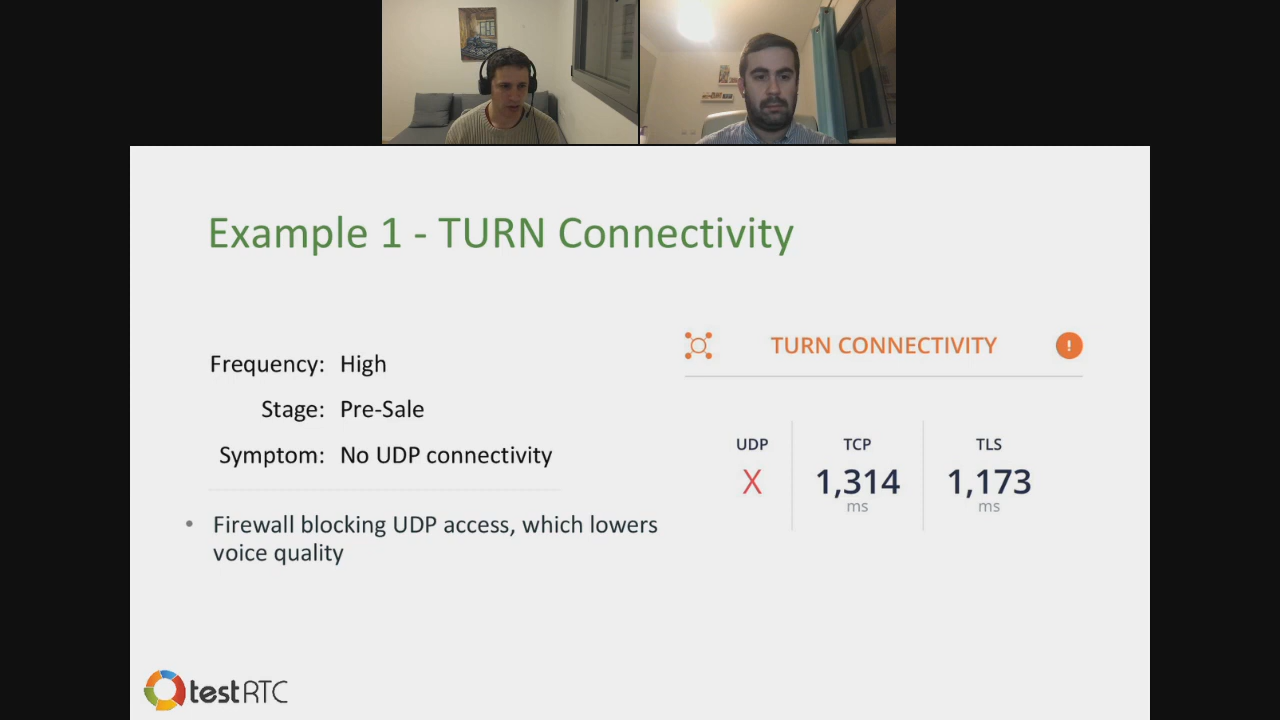 Example 1 - TURN Connectivity
Frequency: High
Stage: Pre-Sale
Symptom: No UDP connectivity
• Firewall blocking UDP access, which lowers
voice quality
TURN CONNECTIVITY !
UDP TCP TLS
X 1,314 1,173
ms ms
testRTC